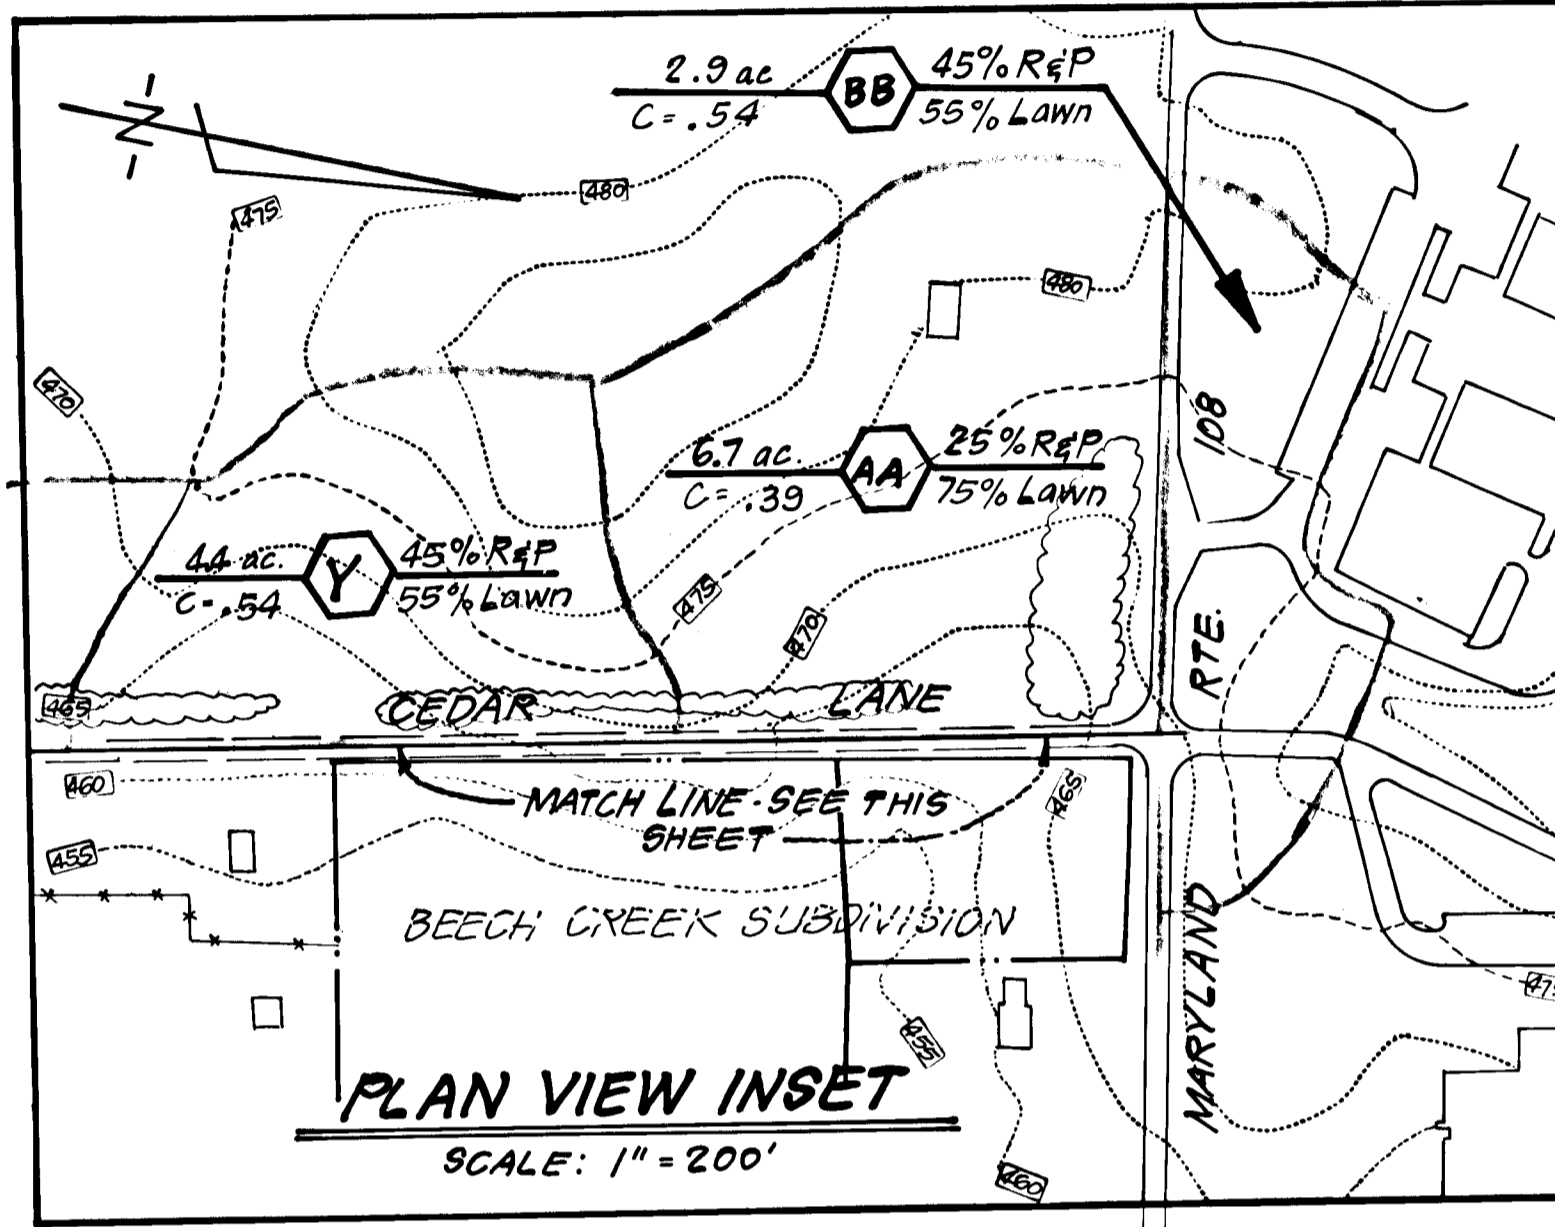 2.9 ac
C = .54
BB
45% R&P
55% Lawn
N
480
475
480
470
108
6.7 ac.
C = .39
AA
25% R&P
75% Lawn
4.4 ac.
C = .54
Y
45% R&P
55% Lawn
475
470
RTE.
465
CEDAR LANE
460
MATCH LINE - SEE THIS
SHEET
465
455
BEECH CREEK SUBDIVISION
MARYLAND
455
PLAN VIEW INSET
SCALE: 1" = 200'
460